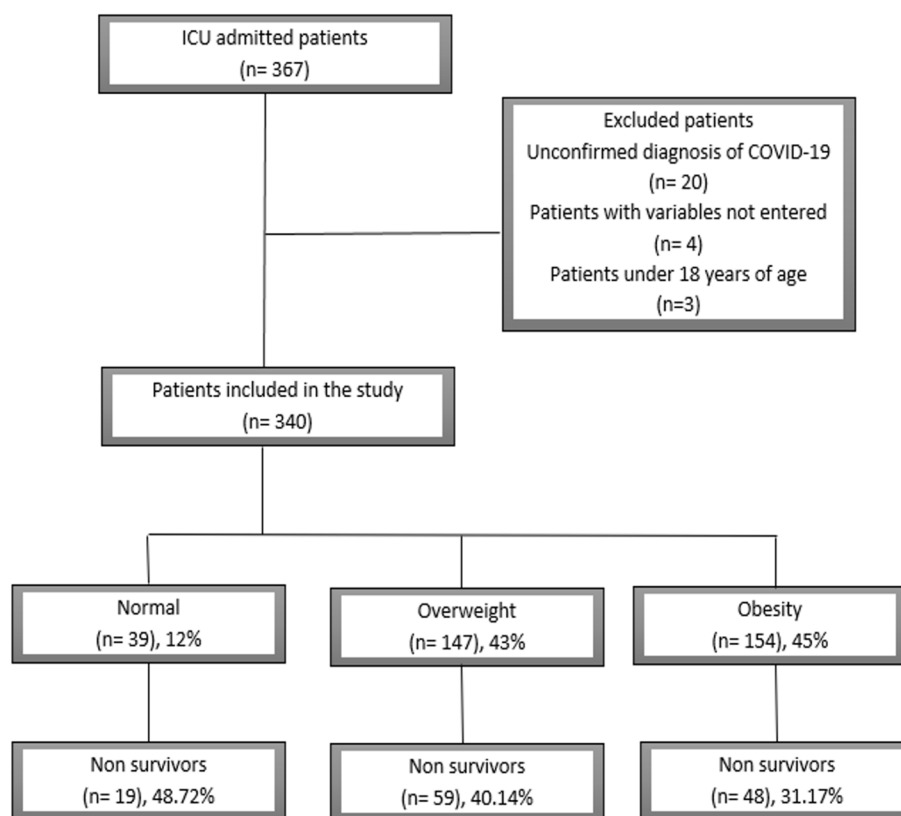 ICU admitted patients
(n= 367)
Excluded patients
Unconfirmed diagnosis of COVID-19
(n= 20)
Patients with variables not entered
(n= 4)
Patients under 18 years of age
(n=3)
Patients included in the study
(n= 340)
Normal
(n= 39), 12%
Overweight
(n= 147), 43%
Obesity
(n= 154), 45%
Non survivors
(n= 19), 48.72%
Non survivors
(n= 59), 40.14%
Non survivors
(n= 48), 31.17%